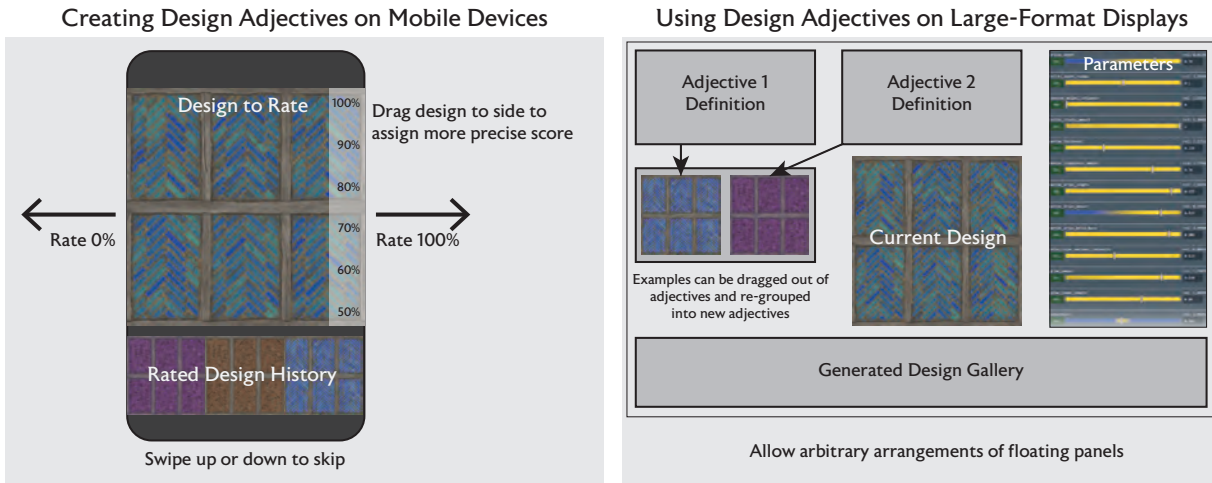 Creating Design Adjectives on Mobile Devices
Design to Rate
100%
90%
80%
70%
60%
50%
Drag design to side to
assign more precise score
Rate 0%
Rate 100%
Rated Design History
Swipe up or down to skip
Using Design Adjectives on Large-Format Displays
Adjective 1
Definition
Adjective 2
Definition
Parameters
Current Design
Examples can be dragged out of
adjectives and re-grouped
into new adjectives
Generated Design Gallery
Allow arbitrary arrangements of floating panels